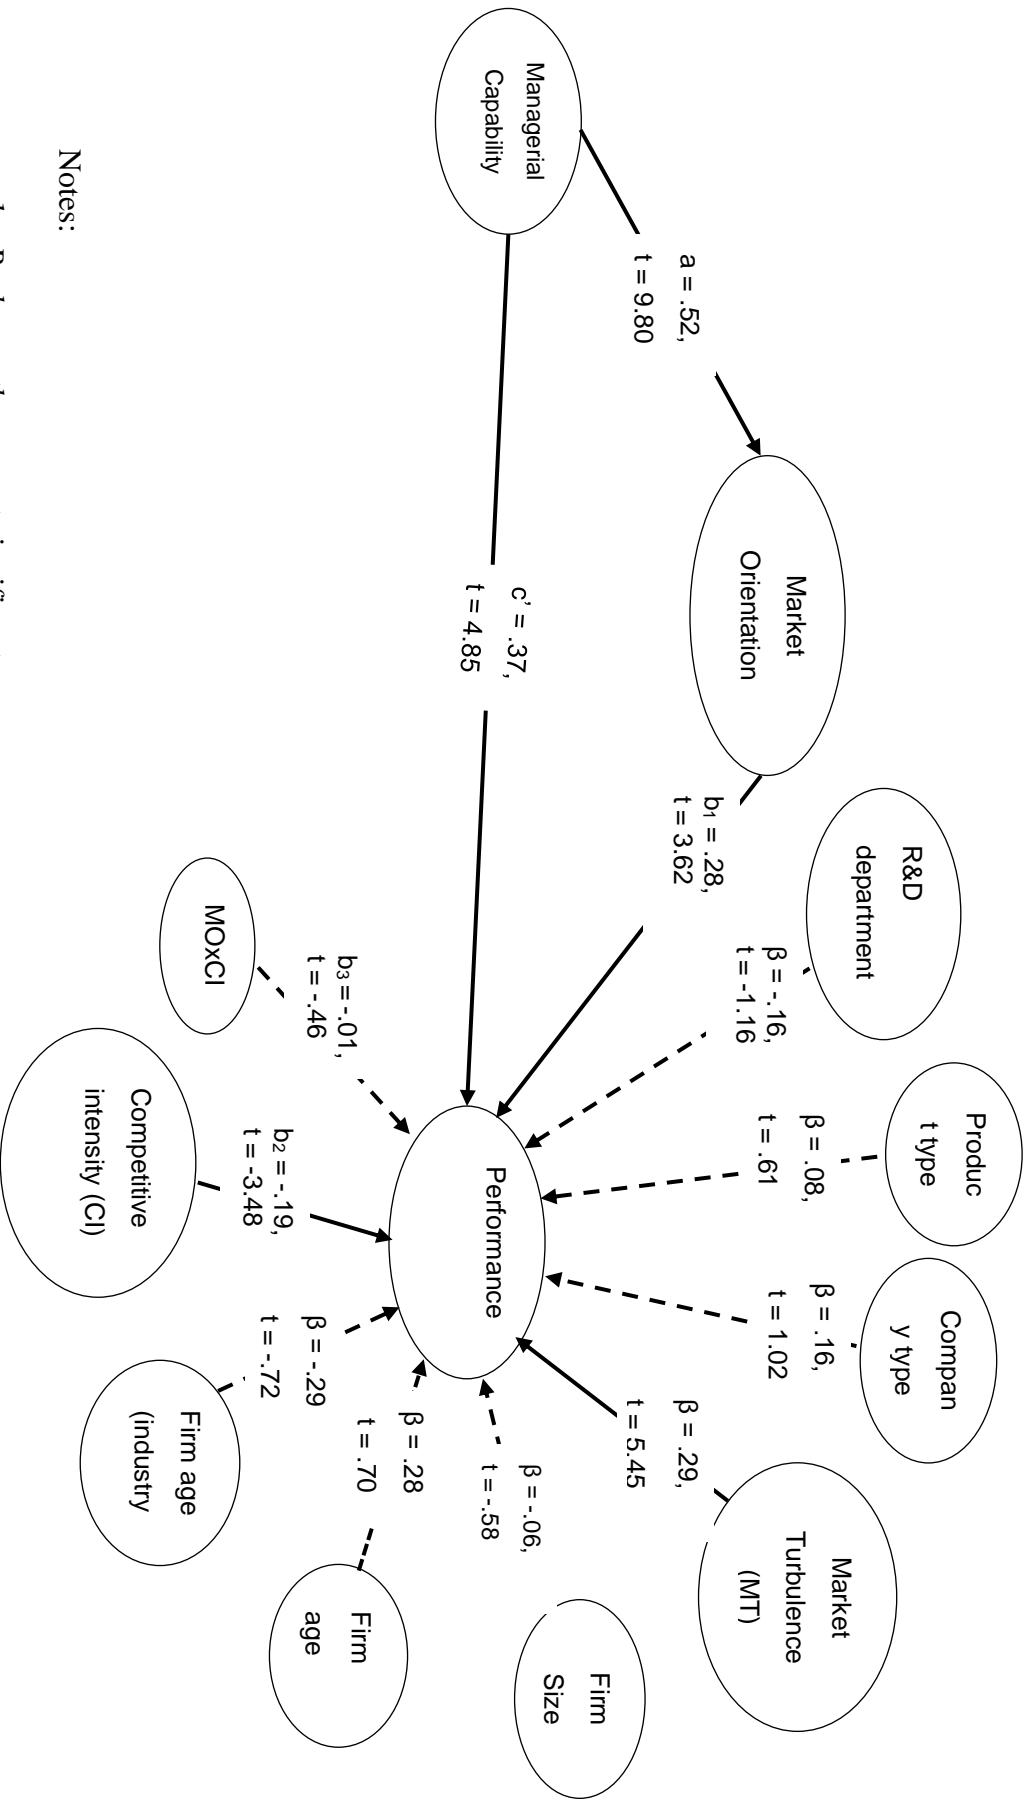 Managerial
Capability
a = .52,
t = 9.80
Market
Orientation
c’ = .37,
t = 4.85
b1 = .28,
t = 3.62
R&D
department
β = -.16,
t = -1.16
Produc
t type
β = .08,
t = .61
Compan
y type
β = .16,
t = 1.02
Market
Turbulence
(MT)
β = .29,
t = 5.45
Performance
Firm
Size
β = -.06,
t = -.58
Firm
age
β = .28
t = .70
Firm age
(industry
β = -.29
t = -.72
Competitive
intensity (CI)
b2 = -.19,
t = -3.48
MOxCI
b3 = -.01,
t = -.46
Notes: